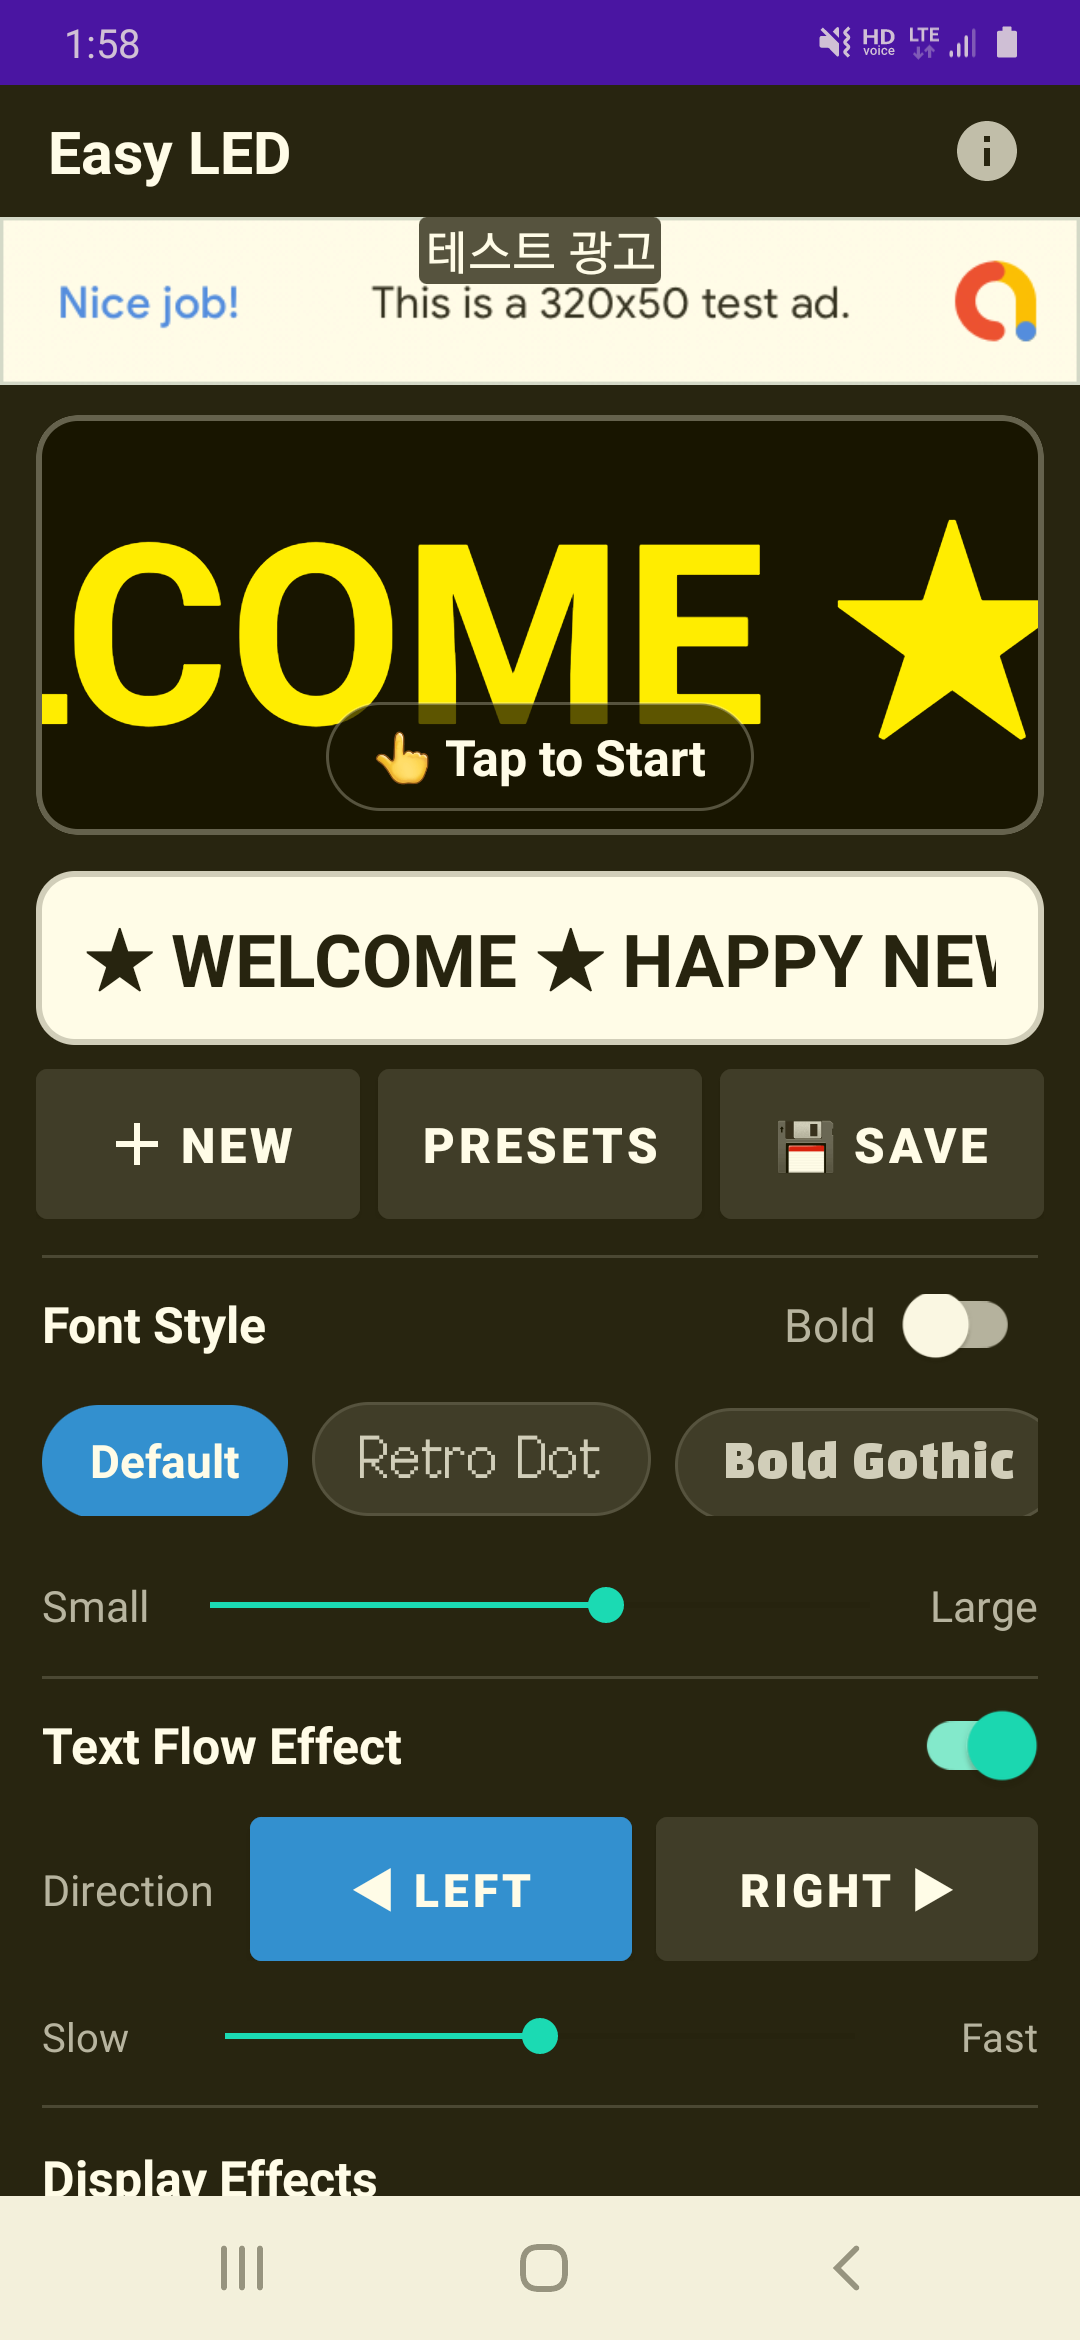 1:58
HD voice LTE
Easy LED
테스트 광고
Nice job! This is a 320x50 test ad.
COME ★
👆 Tap to Start
★ WELCOME ★ HAPPY NEW
+ NEW PRESETS 💾 SAVE
Font Style Bold
Default Retro Dot Bold Gothic
Small Large
Text Flow Effect
Direction ◀ LEFT RIGHT ▶
Slow Fast
Display Effects